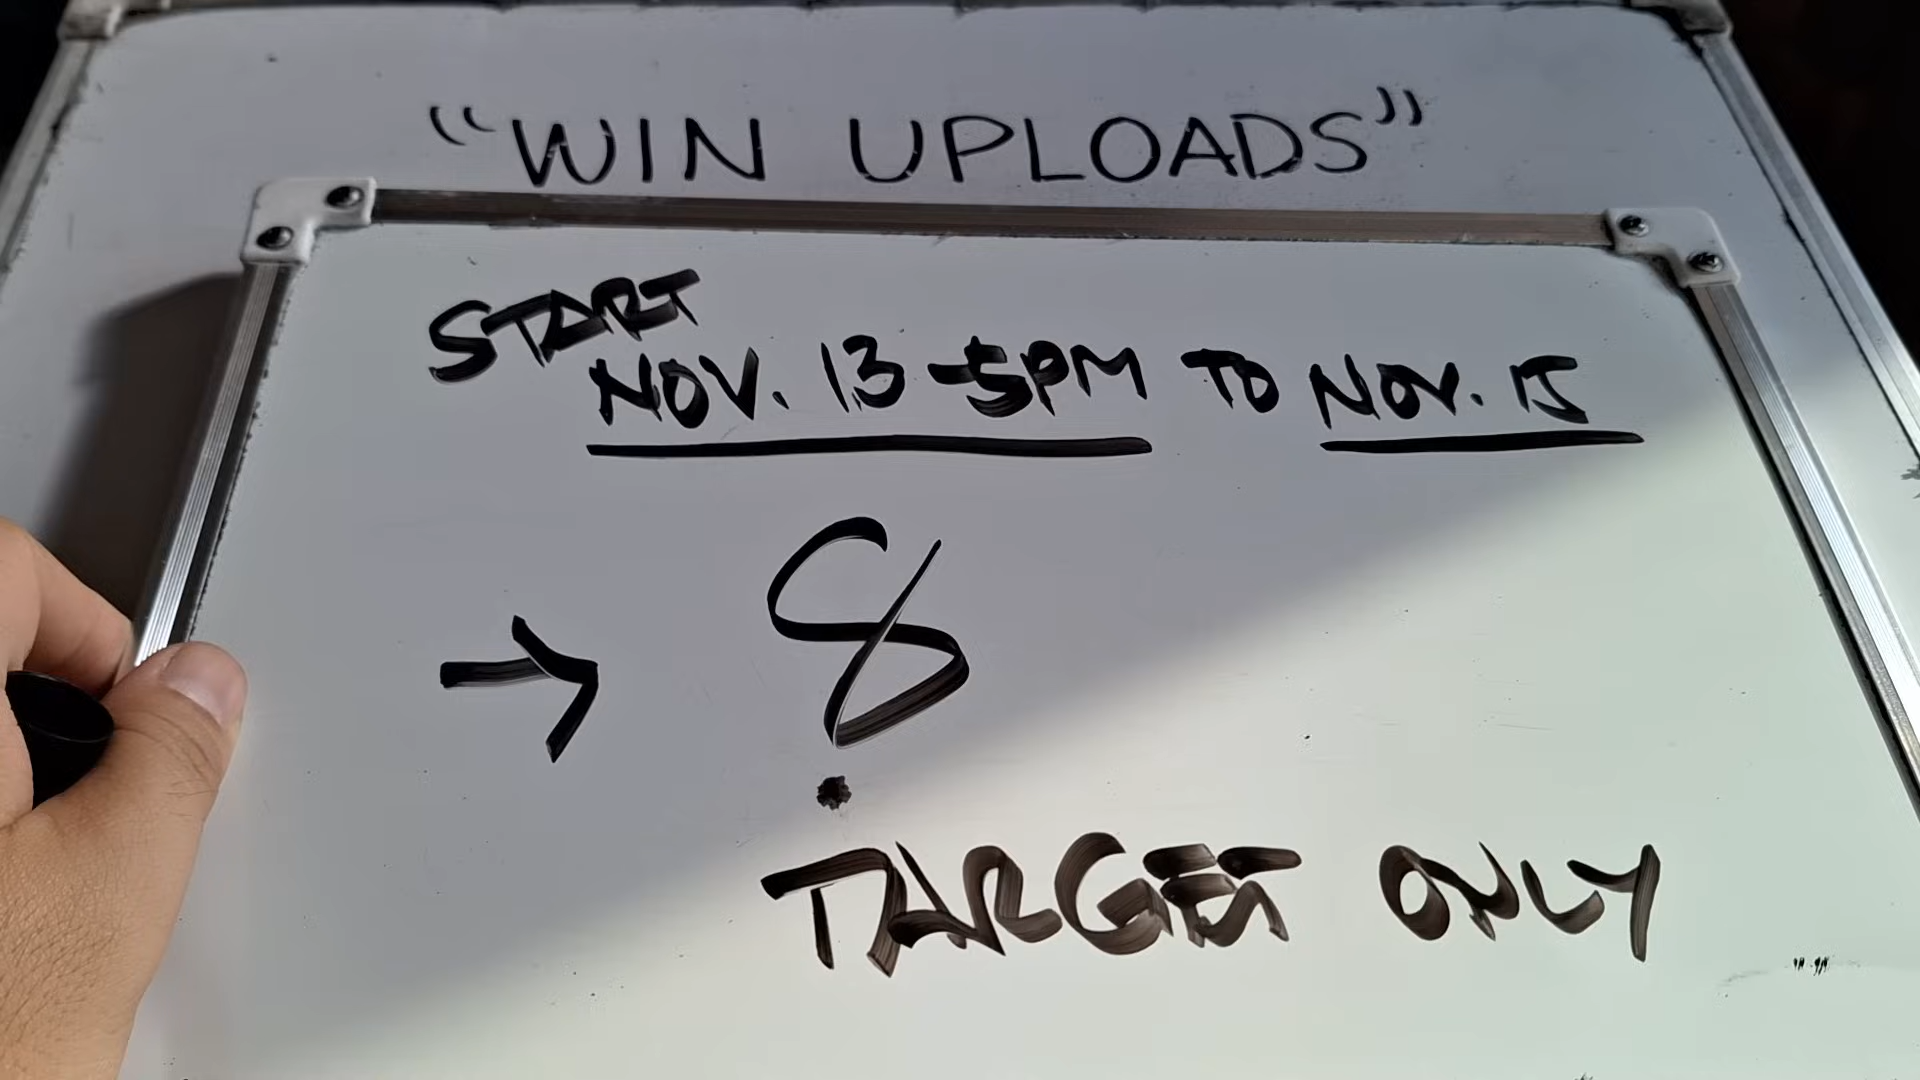 “WIN UPLOADS”
START
NOV. 13 - 5PM TO NOV. 15
→ 8
TARGET ONLY